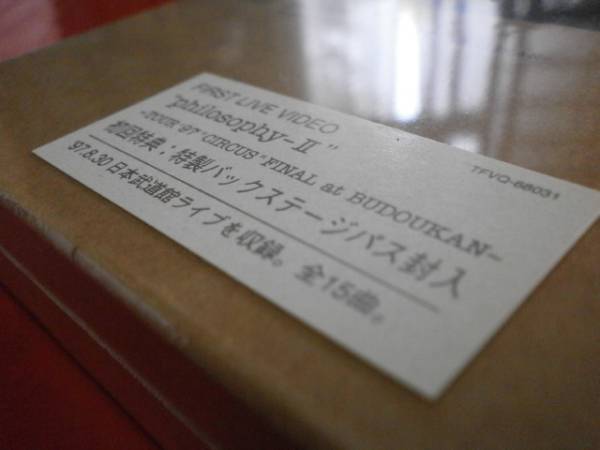 FIRST LIVE VIDEO
TFVQ-68031
"Philosophy-II"
-TOUR '97"CIRCUS"FINAL at BUDOUKAN-
初回特典：特製バックステージパス封入
'97.8.30日本武道館ライブを収録。全15曲。